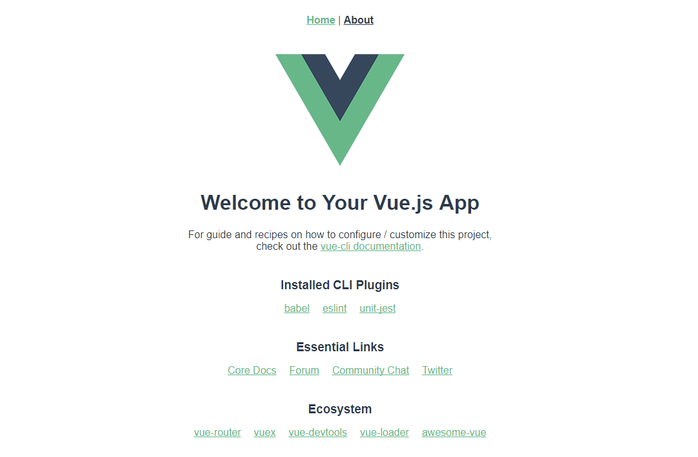 Home | About
Welcome to Your Vue.js App
For guide and recipes on how to configure / customize this project,
check out the vue-cli documentation.
Installed CLI Plugins
babel eslint unit-jest
Essential Links
Core Docs Forum Community Chat Twitter
Ecosystem
vue-router vuex vue-devtools vue-loader awesome-vue